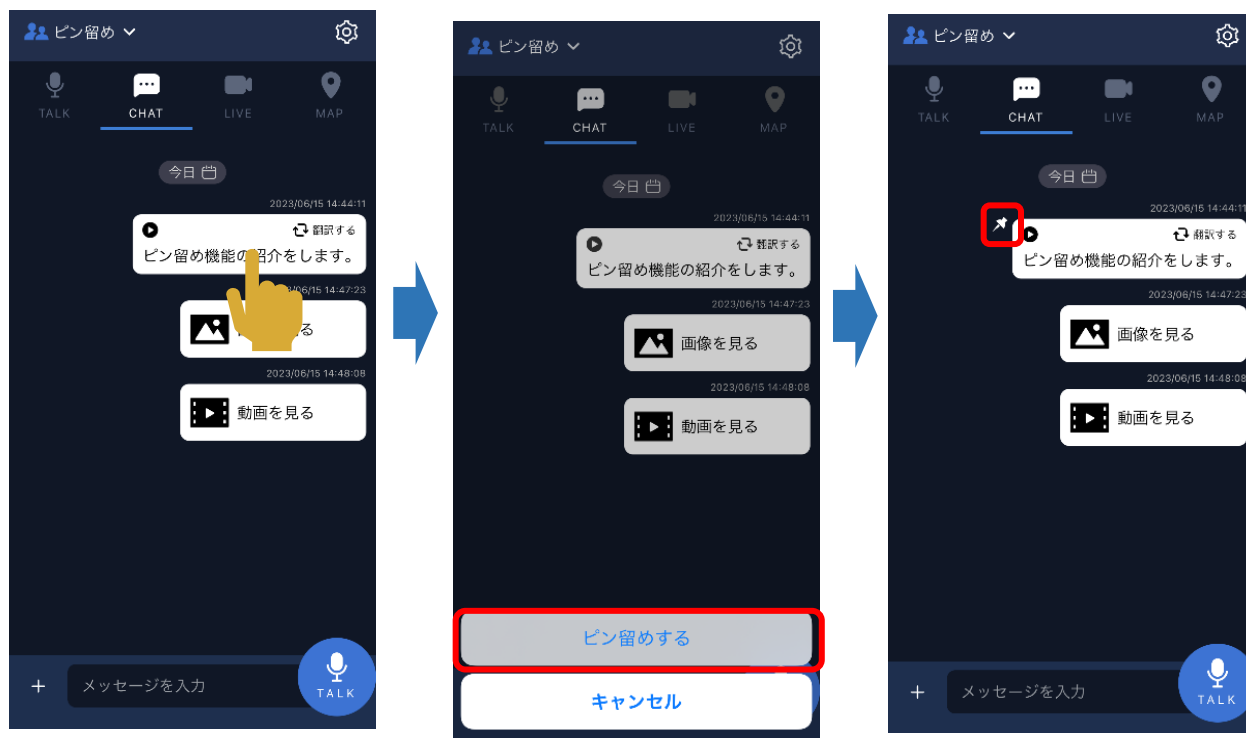 ピン留め
TALK
CHAT
LIVE
MAP
今日
2023/06/15 14:44:11
翻訳する
ピン留め機能の紹介をします。
/06/15 14:47:23
る
2023/06/15 14:48:08
動画を見る
+
メッセージを入力
TALK
ピン留め
TALK
CHAT
LIVE
MAP
今日
2023/06/15 14:44:11
翻訳する
ピン留め機能の紹介をします。
2023/06/15 14:47:23
画像を見る
2023/06/15 14:48:08
動画を見る
ピン留めする
キャンセル
ピン留め
TALK
CHAT
LIVE
MAP
今日
2023/06/15 14:44:11
翻訳する
ピン留め機能の紹介をします。
2023/06/15 14:47:23
画像を見る
2023/06/15 14:48:08
動画を見る
+
メッセージを入力
TALK